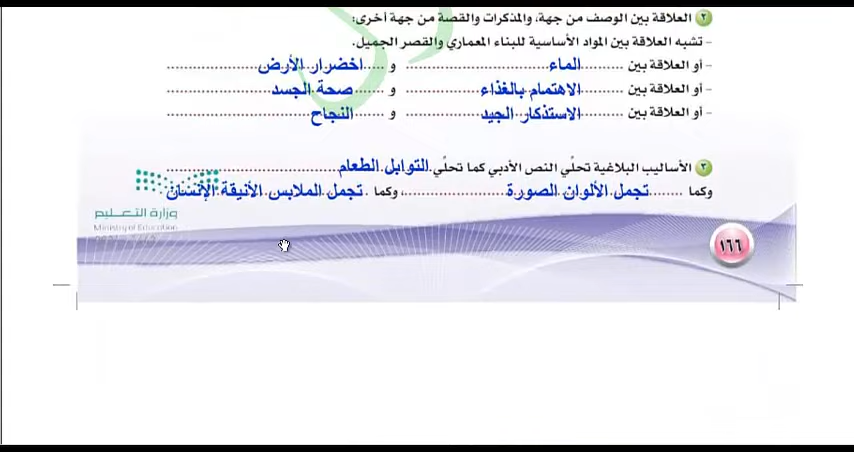 ٢ العلاقة بين الوصف من جهة، والمذكرات والقصة من جهة أخرى:
- تشبه العلاقة بين المواد الأساسية للبناء المعماري والقصر الجميل.
- أو العلاقة بين الماء و اخضرار الأرض
- أو العلاقة بين الاهتمام بالغذاء و صحة الجسد
- أو العلاقة بين الاستذكار الجيد و النجاح
٣ الأساليب البلاغية تحلّي النص الأدبي كما تحلّي التوابل الطعام
وكما تجمل الألوان الصورة وكما تجمل الملابس الأنيقة الإنسان
وزارة التعليم
Ministry of Education
١٦٦